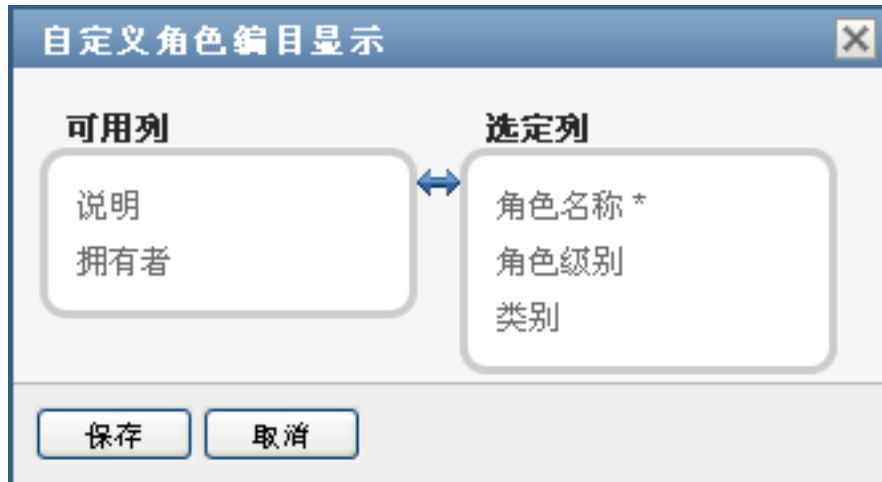 自定义角色编目显示
可用列
说明
拥有者
选定列
角色名称 *
角色级别
类别
保存
取消